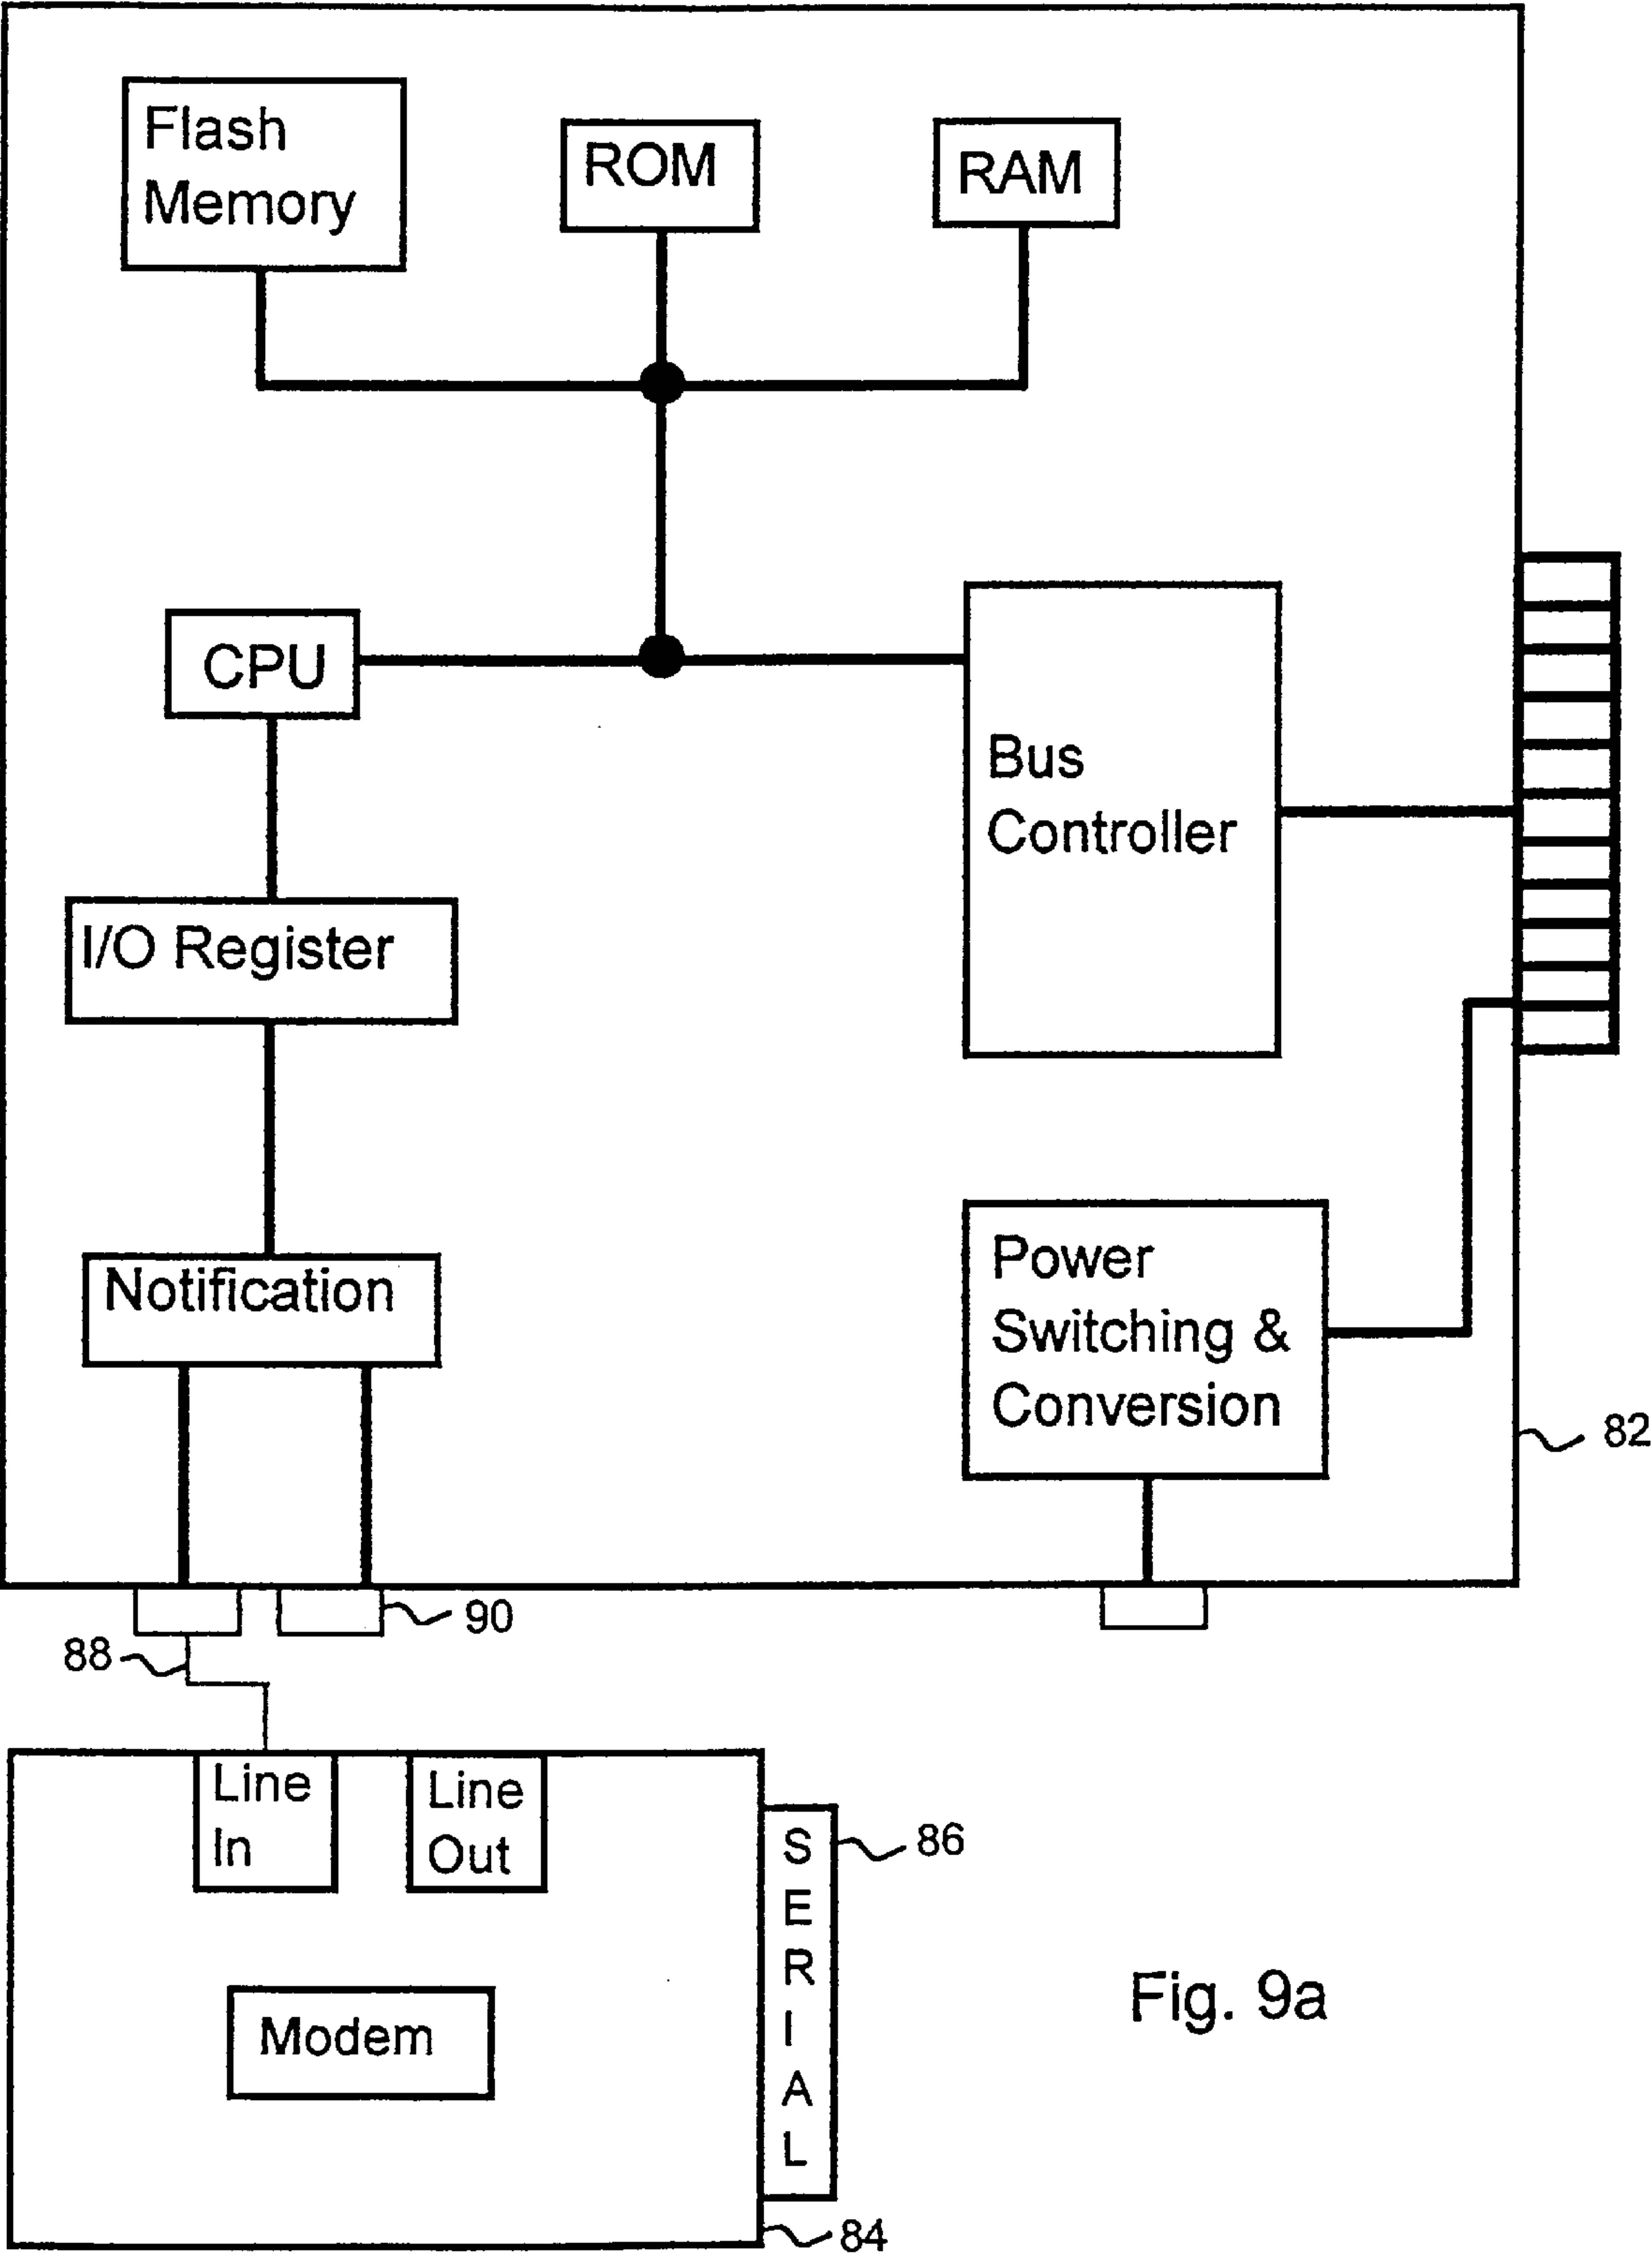 Flash
Memory
ROM
RAM
CPU
Bus
Controller
I/O Register
Notification
Power
Switching &
Conversion
82
90
88
Line
In
Line
Out
SERIAL
86
Modem
Fig. 9a
84